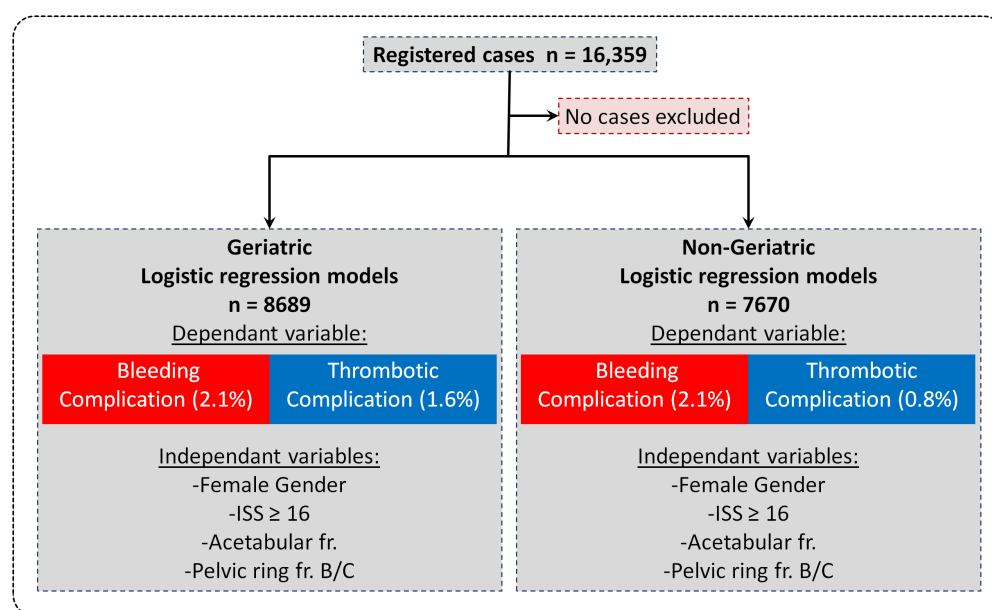 Registered cases n = 16,359
No cases excluded
Geriatric
Logistic regression models
n = 8689
Dependant variable:
Bleeding
Complication (2.1%)
Thrombotic
Complication (1.6%)
Independant variables:
-Female Gender
-ISS ≥ 16
-Acetabular fr.
-Pelvic ring fr. B/C
Non-Geriatric
Logistic regression models
n = 7670
Dependant variable:
Bleeding
Complication (2.1%)
Thrombotic
Complication (0.8%)
Independant variables:
-Female Gender
-ISS ≥ 16
-Acetabular fr.
-Pelvic ring fr. B/C